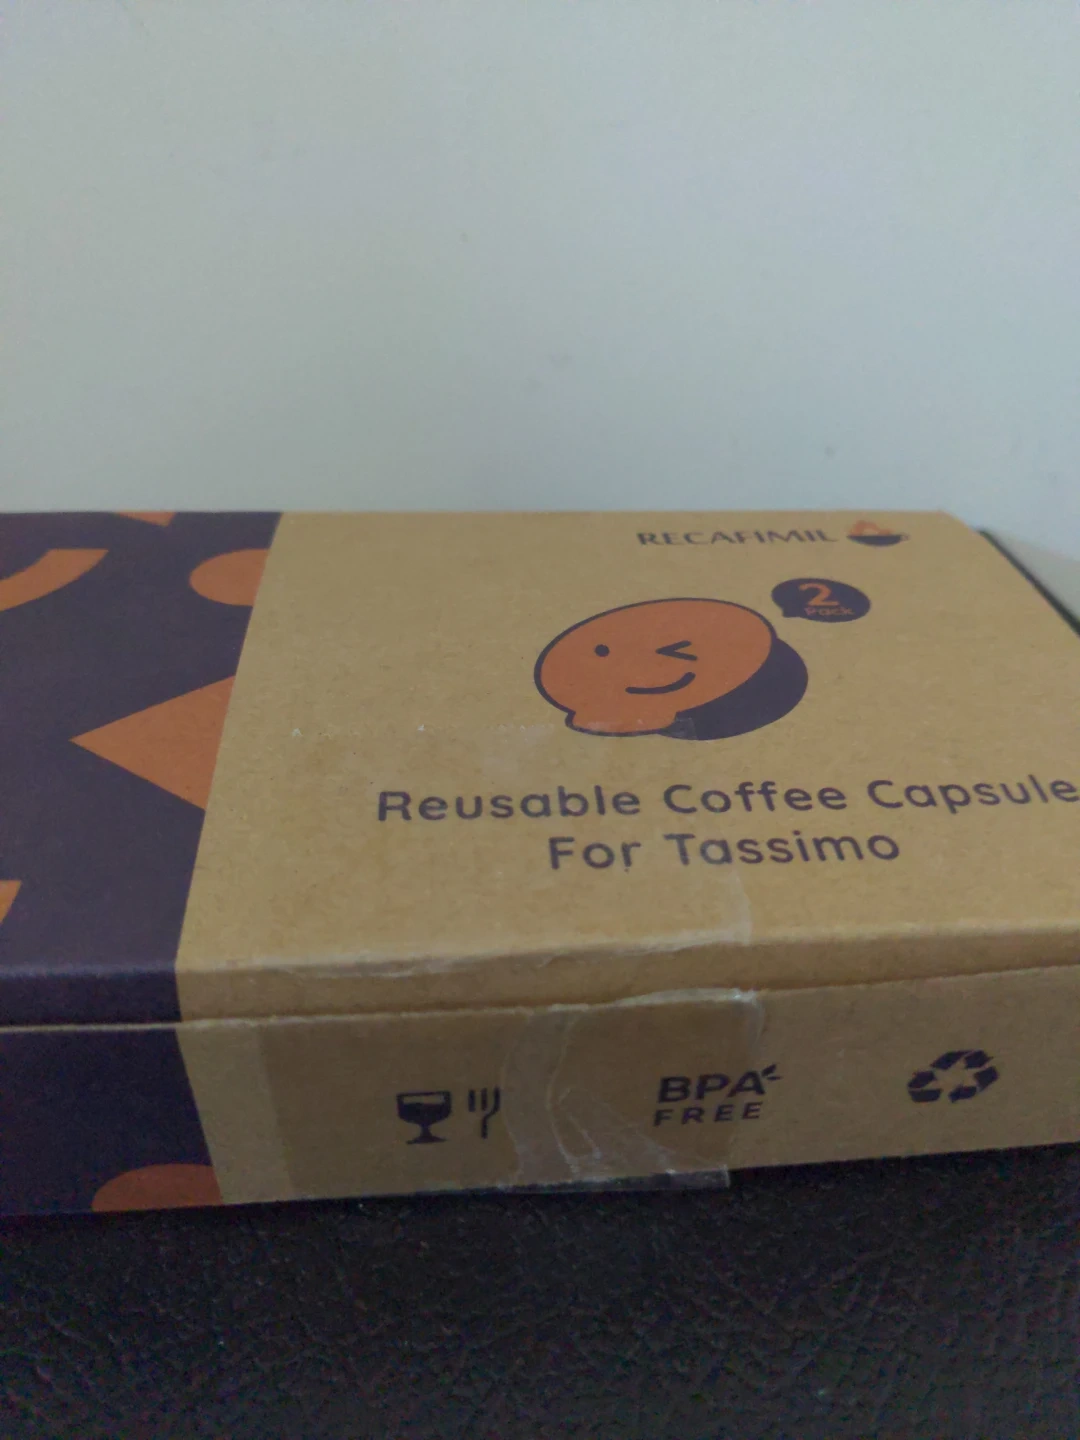 RECAFIMIL
2
Pack
Reusable Coffee Capsule
For Tassimo
BPA
FREE